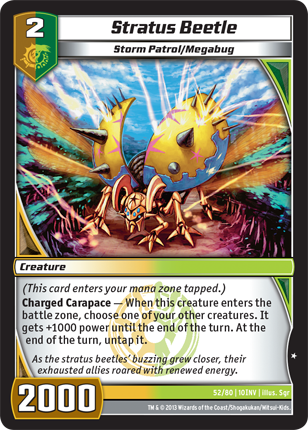 2
Stratus Beetle
Storm Patrol/Megabug
Creature
(This card enters your mana zone tapped.)
Charged Carapace — When this creature enters the
battle zone, choose one of your other creatures. It
gets +1000 power until the end of the turn. At the
end of the turn, untap it.
As the stratus beetles' buzzing grew closer, their
exhausted allies roared with renewed energy.
2000
52/80 | 10INV | illus. Sgr
TM & © 2013 Wizards of the Coast/Shogakukan/Mitsui-Kids.